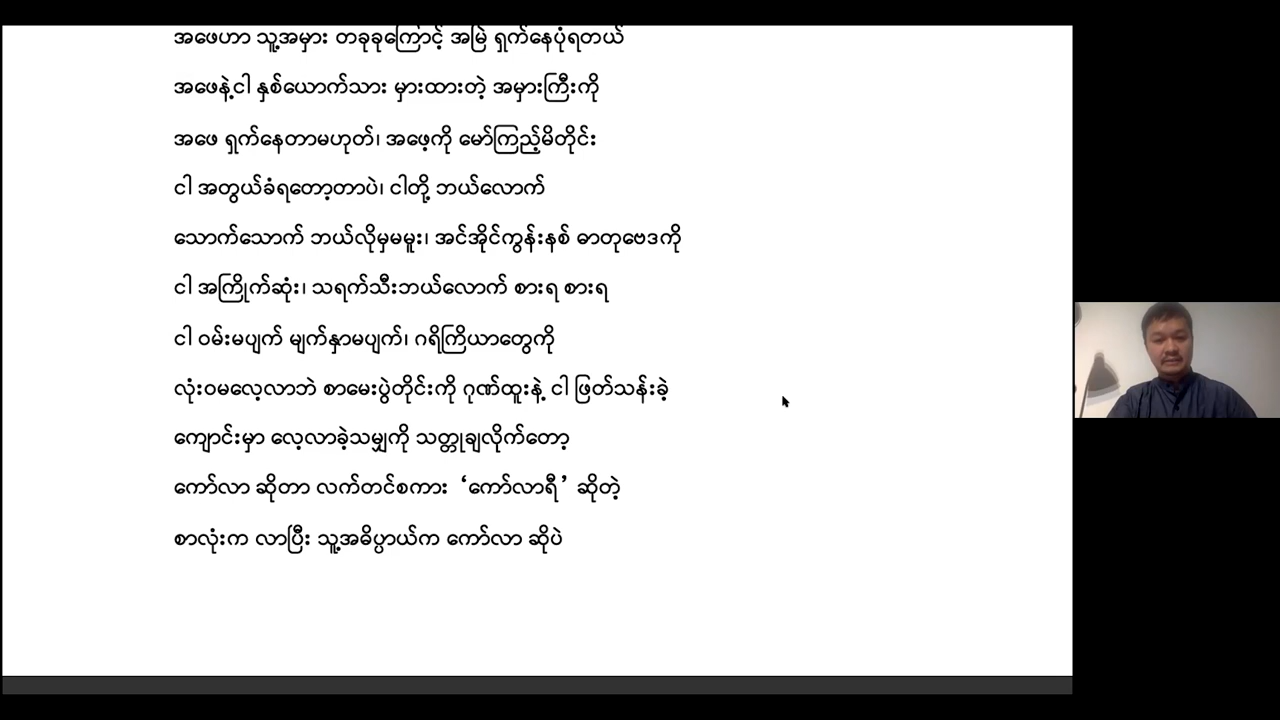 အဖေဟာ သူ့အမှား တခုခုကြောင့် အမြဲ ရှက်နေပုံရတယ်
အဖေနဲ့ငါ နှစ်ယောက်သား မှားထားတဲ့ အမှားကြီးကို
အဖေ ရှက်နေတာမဟုတ်၊ အဖေ့ကို မော်ကြည့်မိတိုင်း
ငါ အတွယ်ခံရတော့တာပဲ၊ ငါတို့ ဘယ်လောက်
သောက်သောက် ဘယ်လိုမှမမူး၊ အင်အိုင်ကွန်းနစ် ဓာတုဗေဒကို
ငါ အကြိုက်ဆုံး၊ သရက်သီးဘယ်လောက် စားရ စားရ
ငါ ဝမ်းမပျက် မျက်နှာမပျက်၊ ဂရိကြိယာတွေကို
လုံးဝမလေ့လာဘဲ စာမေးပွဲတိုင်းကို ဂုဏ်ထူးနဲ့ ငါ ဖြတ်သန်းခဲ့
ကျောင်းမှာ လေ့လာခဲ့သမျှကို သတ္တုချလိုက်တော့
ကော်လာ ဆိုတာ လက်တင်စကား ‘ကော်လာရီ’ ဆိုတဲ့
စာလုံးက လာပြီး သူ့အဓိပ္ပာယ်က ကော်လာ ဆိုပဲ